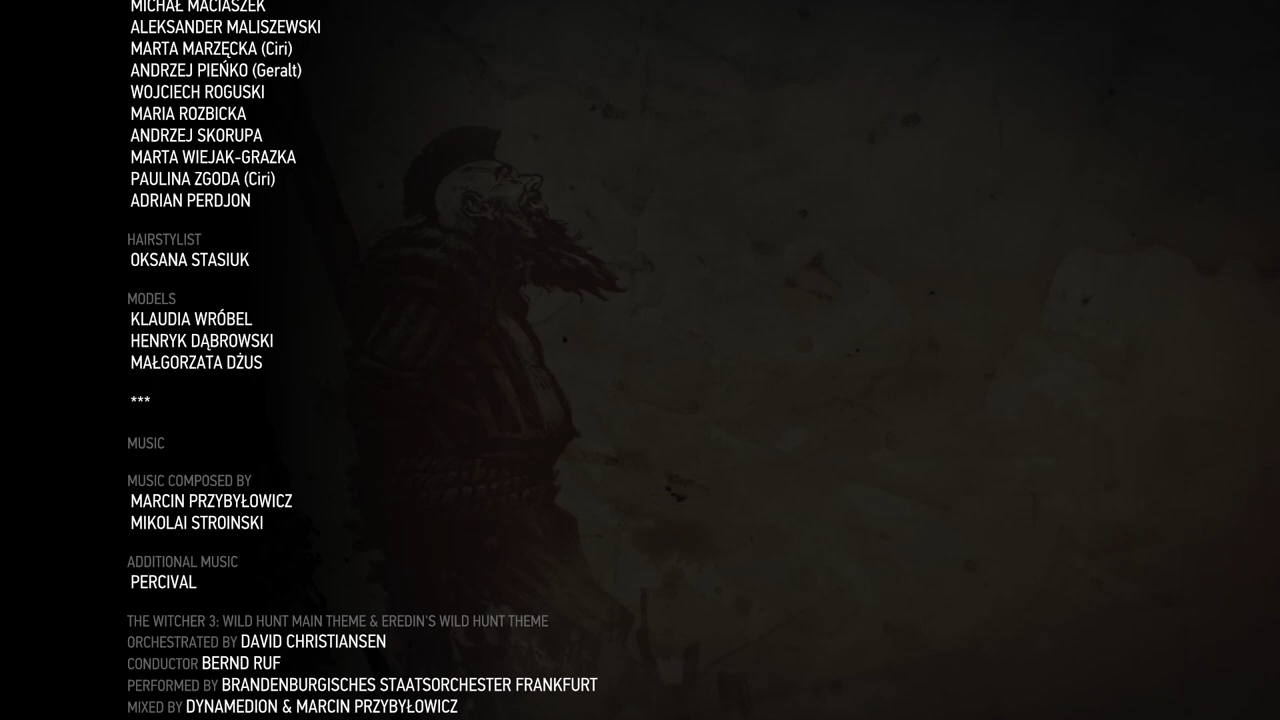 MICHAŁ MACIASZEK
ALEKSANDER MALISZEWSKI
MARTA MARZĘCKA (Ciri)
ANDRZEJ PIEŃKO (Geralt)
WOJCIECH ROGUSKI
MARIA ROZBICKA
ANDRZEJ SKORUPA
MARTA WIEJAK-GRAZKA
PAULINA ZGODA (Ciri)
ADRIAN PERDJON
HAIRSTYLIST
OKSANA STASIUK
MODELS
KLAUDIA WRÓBEL
HENRYK DĄBROWSKI
MAŁGORZATA DŻUS
***
MUSIC
MUSIC COMPOSED BY
MARCIN PRZYBYŁOWICZ
MIKOLAI STROINSKI
ADDITIONAL MUSIC
PERCIVAL
THE WITCHER 3: WILD HUNT MAIN THEME & EREDIN'S WILD HUNT THEME
ORCHESTRATED BY DAVID CHRISTIANSEN
CONDUCTOR BERND RUF
PERFORMED BY BRANDENBURGISCHES STAATSORCHESTER FRANKFURT
MIXED BY DYNAMEDION & MARCIN PRZYBYŁOWICZ